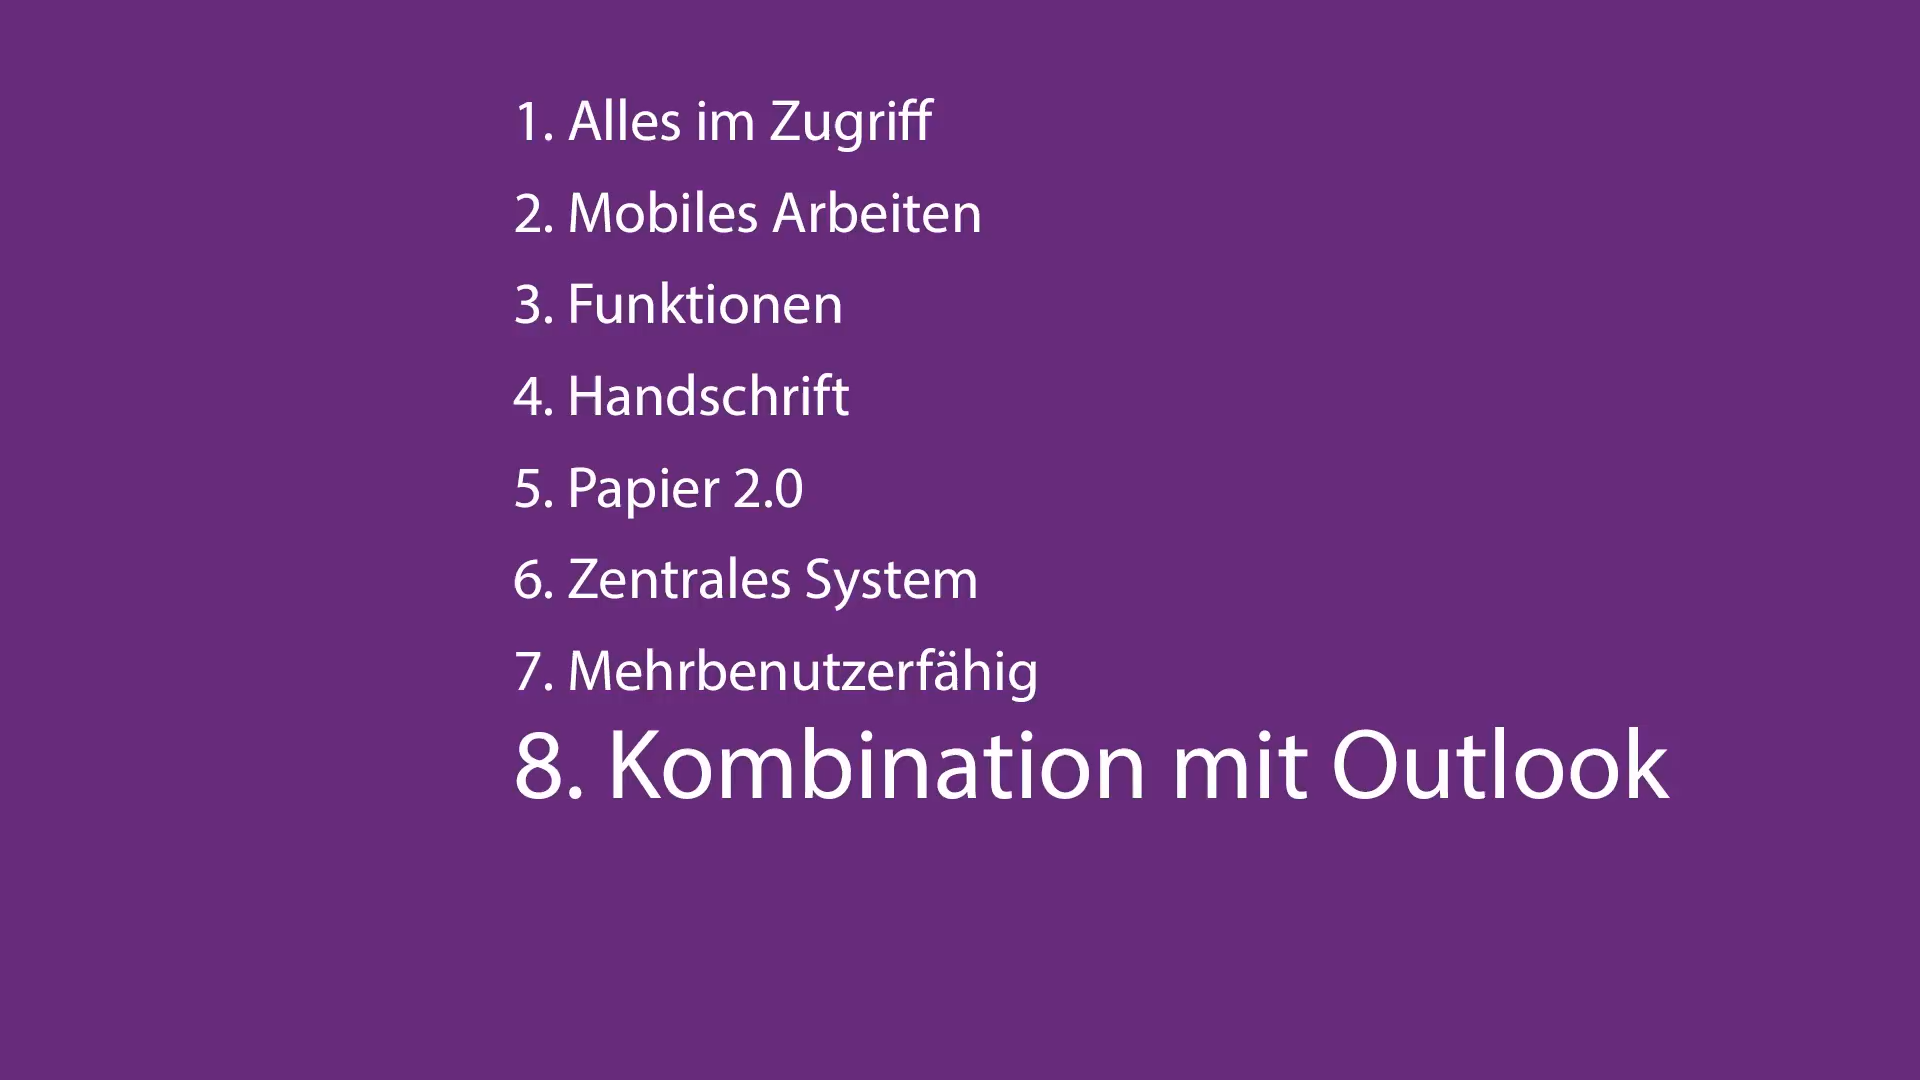 1. Alles im Zugriff
2. Mobiles Arbeiten
3. Funktionen
4. Handschrift
5. Papier 2.0
6. Zentrales System
7. Mehrbenutzerfähig
8. Kombination mit Outlook